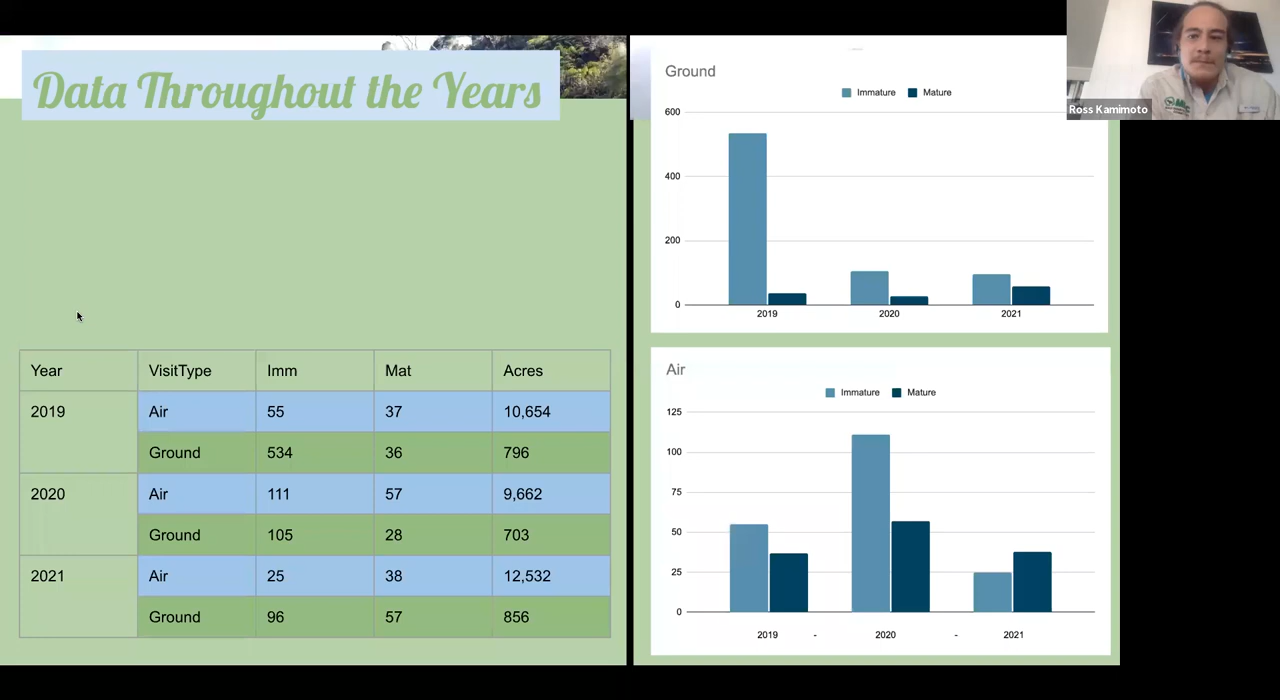 Data Throughout the Years
Year VisitType Imm Mat Acres
2019 Air 55 37 10,654
Ground 534 36 796
2020 Air 111 57 9,662
Ground 105 28 703
2021 Air 25 38 12,532
Ground 96 57 856
Ground
Immature Mature
600
400
200
0
2019 2020 2021
Air
Immature Mature
125
100
75
50
25
0
2019 - 2020 - 2021
Ross Kamimoto